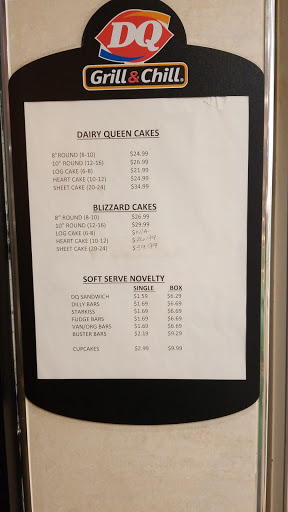 DQ
Grill & Chill.
DAIRY QUEEN CAKES
8" ROUND (8-10) $24.99
10" ROUND (12-16) $26.99
LOG CAKE (6-8) $21.99
HEART CAKE (10-12) $24.99
SHEET CAKE (20-24) $34.99
BLIZZARD CAKES
8" ROUND (8-10) $26.99
10" ROUND (12-16) $29.99
LOG CAKE (6-8)
HEART CAKE (10-12)
SHEET CAKE (20-24)
SOFT SERVE NOVELTY
SINGLE BOX
DQ SANDWICH $1.59 $6.29
DILLY BARS $1.69 $6.69
STARKISS $1.69 $6.69
FUDGE BARS $1.69 $6.69
VAN/ORG BARS $1.69 $6.69
BUSTER BARS $2.19 $9.29
CUPCAKES $2.99 $9.99